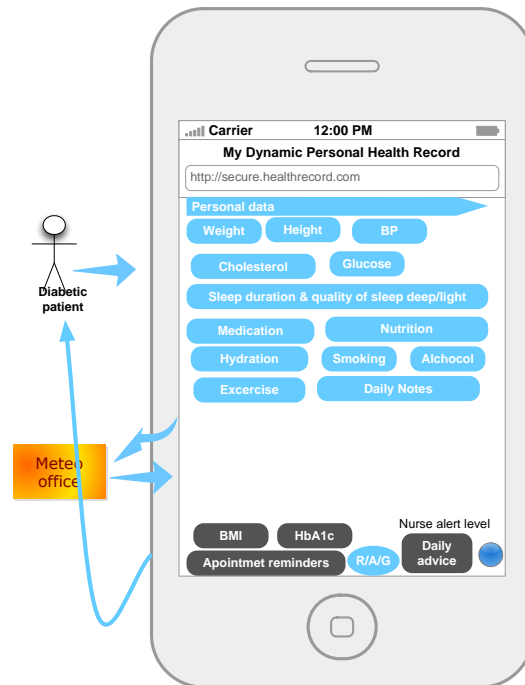 Carrier 12:00 PM
My Dynamic Personal Health Record
http://secure.healthrecord.com
Personal data
Weight Height BP
Cholesterol Glucose
Sleep duration & quality of sleep deep/light
Medication Nutrition
Hydration Smoking Alchocol
Excercise Daily Notes
Diabetic
patient
Meteo
office
Nurse alert level
BMI HbA1c
Apointmet reminders R/A/G
Daily
advice